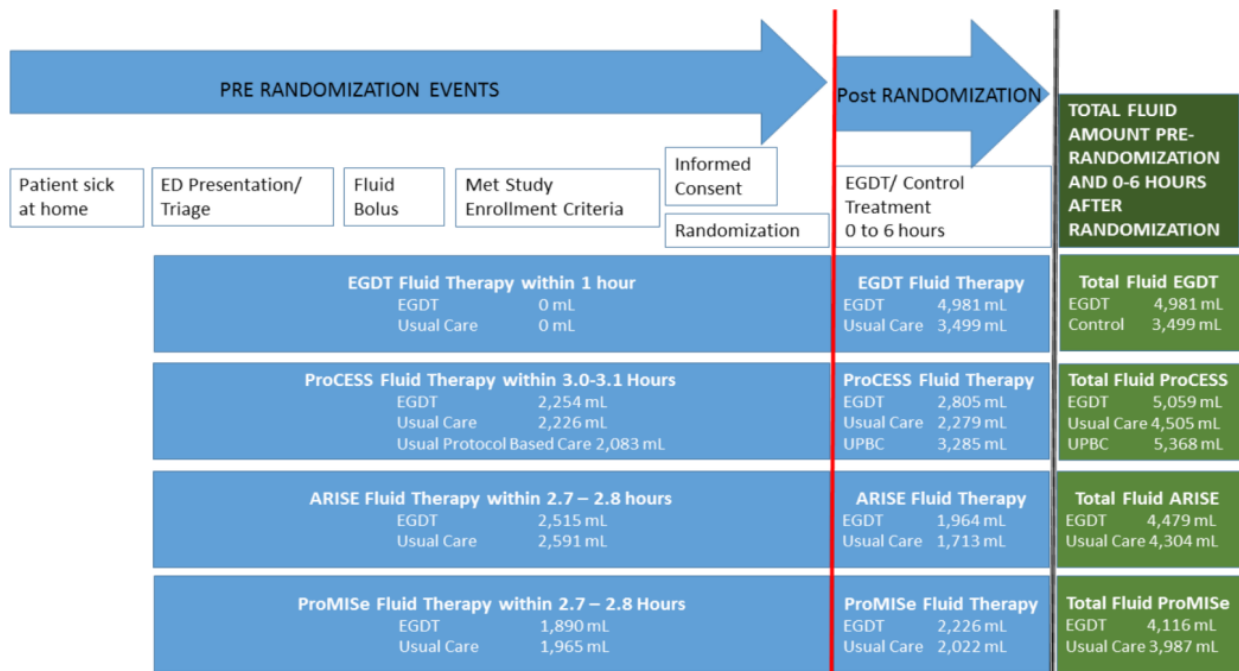 PRE RANDOMIZATION EVENTS
Post RANDOMIZATION
TOTAL FLUID
AMOUNT PRE-
RANDOMIZATION
AND 0-6 HOURS
AFTER
RANDOMIZATION
Patient sick
at home
ED Presentation/
Triage
Fluid
Bolus
Met Study
Enrollment Criteria
Informed
Consent
Randomization
EGDT/ Control
Treatment
0 to 6 hours
EGDT Fluid Therapy within 1 hour
EGDT 0 mL
Usual Care 0 mL
EGDT Fluid Therapy
EGDT 4,981 mL
Usual Care 3,499 mL
Total Fluid EGDT
EGDT 4,981 mL
Control 3,499 mL
ProCESS Fluid Therapy within 3.0-3.1 Hours
EGDT 2,254 mL
Usual Care 2,226 mL
Usual Protocol Based Care 2,083 mL
ProCESS Fluid Therapy
EGDT 2,805 mL
Usual Care 2,279 mL
UPBC 3,285 mL
Total Fluid ProCESS
EGDT 5,059 mL
Usual Care 4,505 mL
UPBC 5,368 mL
ARISE Fluid Therapy within 2.7 – 2.8 hours
EGDT 2,515 mL
Usual Care 2,591 mL
ARISE Fluid Therapy
EGDT 1,964 mL
Usual Care 1,713 mL
Total Fluid ARISE
EGDT 4,479 mL
Usual Care 4,304 mL
ProMISe Fluid Therapy within 2.7 – 2.8 Hours
EGDT 1,890 mL
Usual Care 1,965 mL
ProMISe Fluid Therapy
EGDT 2,226 mL
Usual Care 2,022 mL
Total Fluid ProMISe
EGDT 4,116 mL
Usual Care 3,987 mL